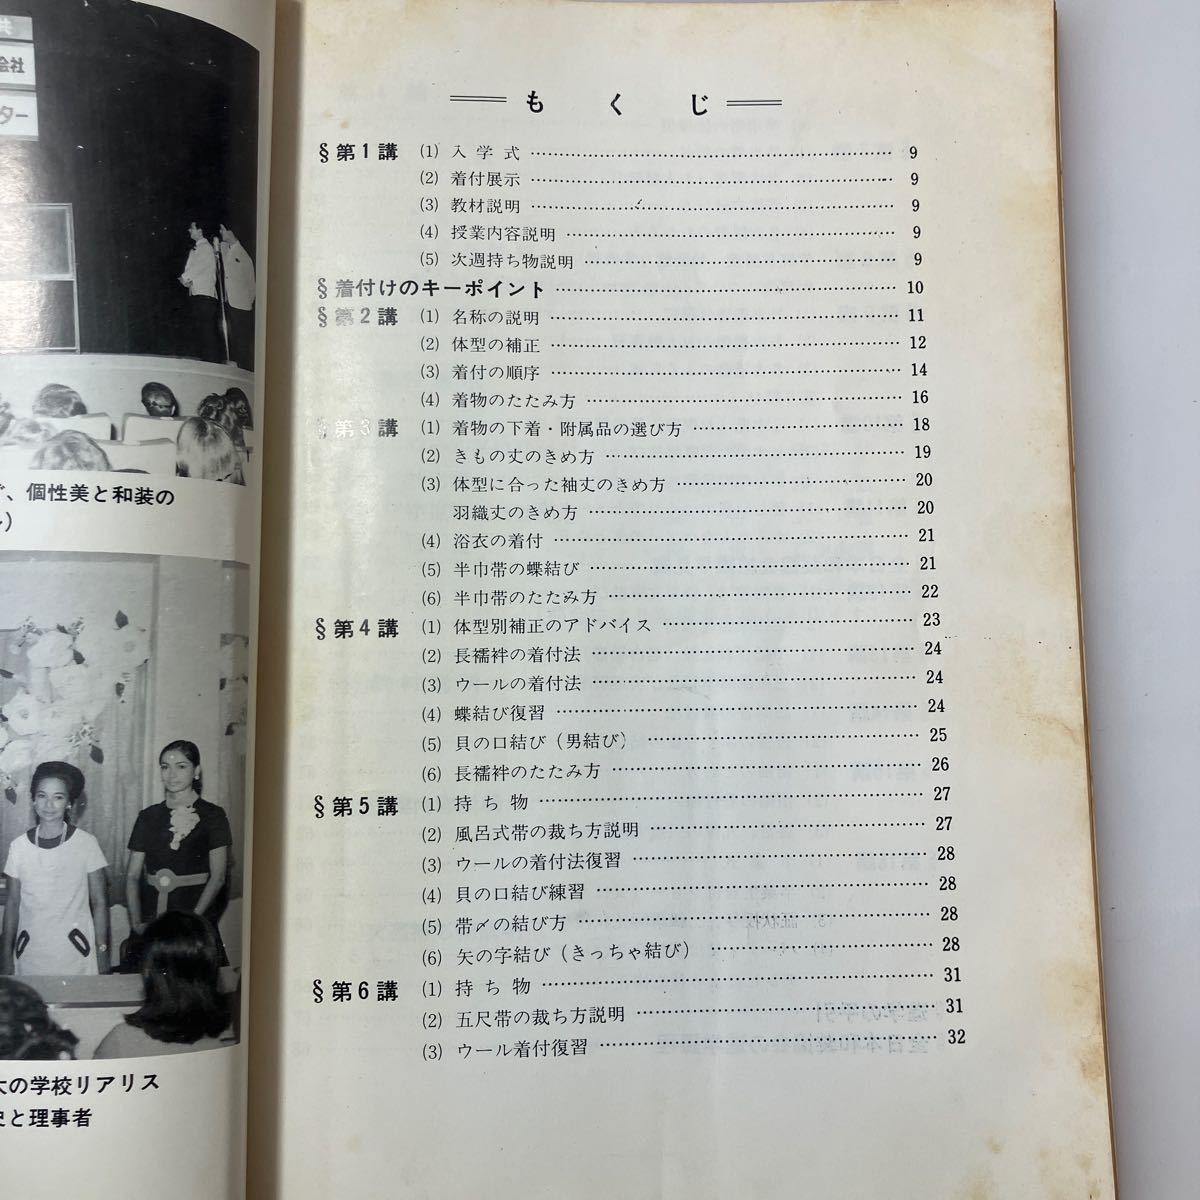 供
会社
ター
、個性美と和装の
大の学校リアリス
と理事者
もくじ
§第1講 (1) 入学式 …… 9
(2) 着付展示 …… 9
(3) 教材説明 …… 9
(4) 授業内容説明 …… 9
(5) 次週持ち物説明 …… 9
§着付けのキーポイント …… 10
§第2講 (1) 名称の説明 …… 11
(2) 体型の補正 …… 12
(3) 着付の順序 …… 14
(4) 着物のたたみ方 …… 16
§第3講 (1) 着物の下着・附属品の選び方 …… 18
(2) きもの丈のきめ方 …… 19
(3) 体型に合った袖丈のきめ方 …… 20
羽織丈のきめ方 …… 20
(4) 浴衣の着付 …… 21
(5) 半巾帯の蝶結び …… 21
(6) 半巾帯のたたみ方 …… 22
§第4講 (1) 体型別補正のアドバイス …… 23
(2) 長襦袢の着付法 …… 24
(3) ウールの着付法 …… 24
(4) 蝶結び復習 …… 24
(5) 貝の口結び（男結び） …… 25
(6) 長襦袢のたたみ方 …… 26
§第5講 (1) 持ち物 …… 27
(2) 風呂式帯の裁ち方説明 …… 27
(3) ウールの着付法復習 …… 28
(4) 貝の口結び練習 …… 28
(5) 帯〆の結び方 …… 28
(6) 矢の字結び（きっちゃ結び） …… 28
§第6講 (1) 持ち物 …… 31
(2) 五尺帯の裁ち方説明 …… 31
(3) ウール着付復習 …… 32